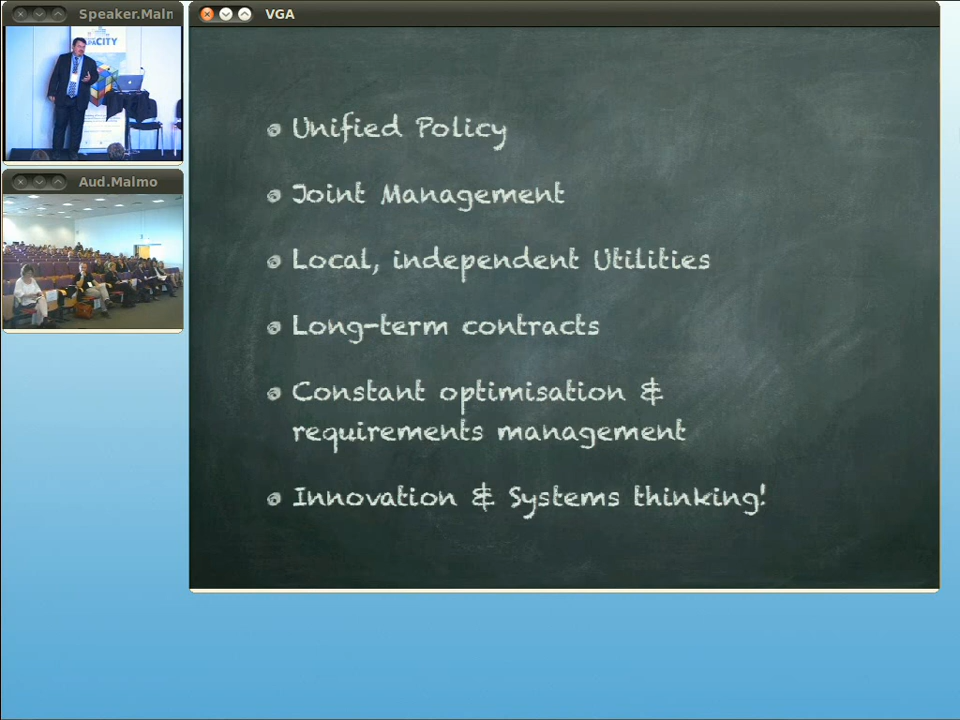 Speaker.Maln
VGA
CITY
Aud.Malmo
Unified Policy
Joint Management
Local, independent Utilities
Long-term contracts
Constant optimisation &
requirements management
Innovation & Systems thinking!